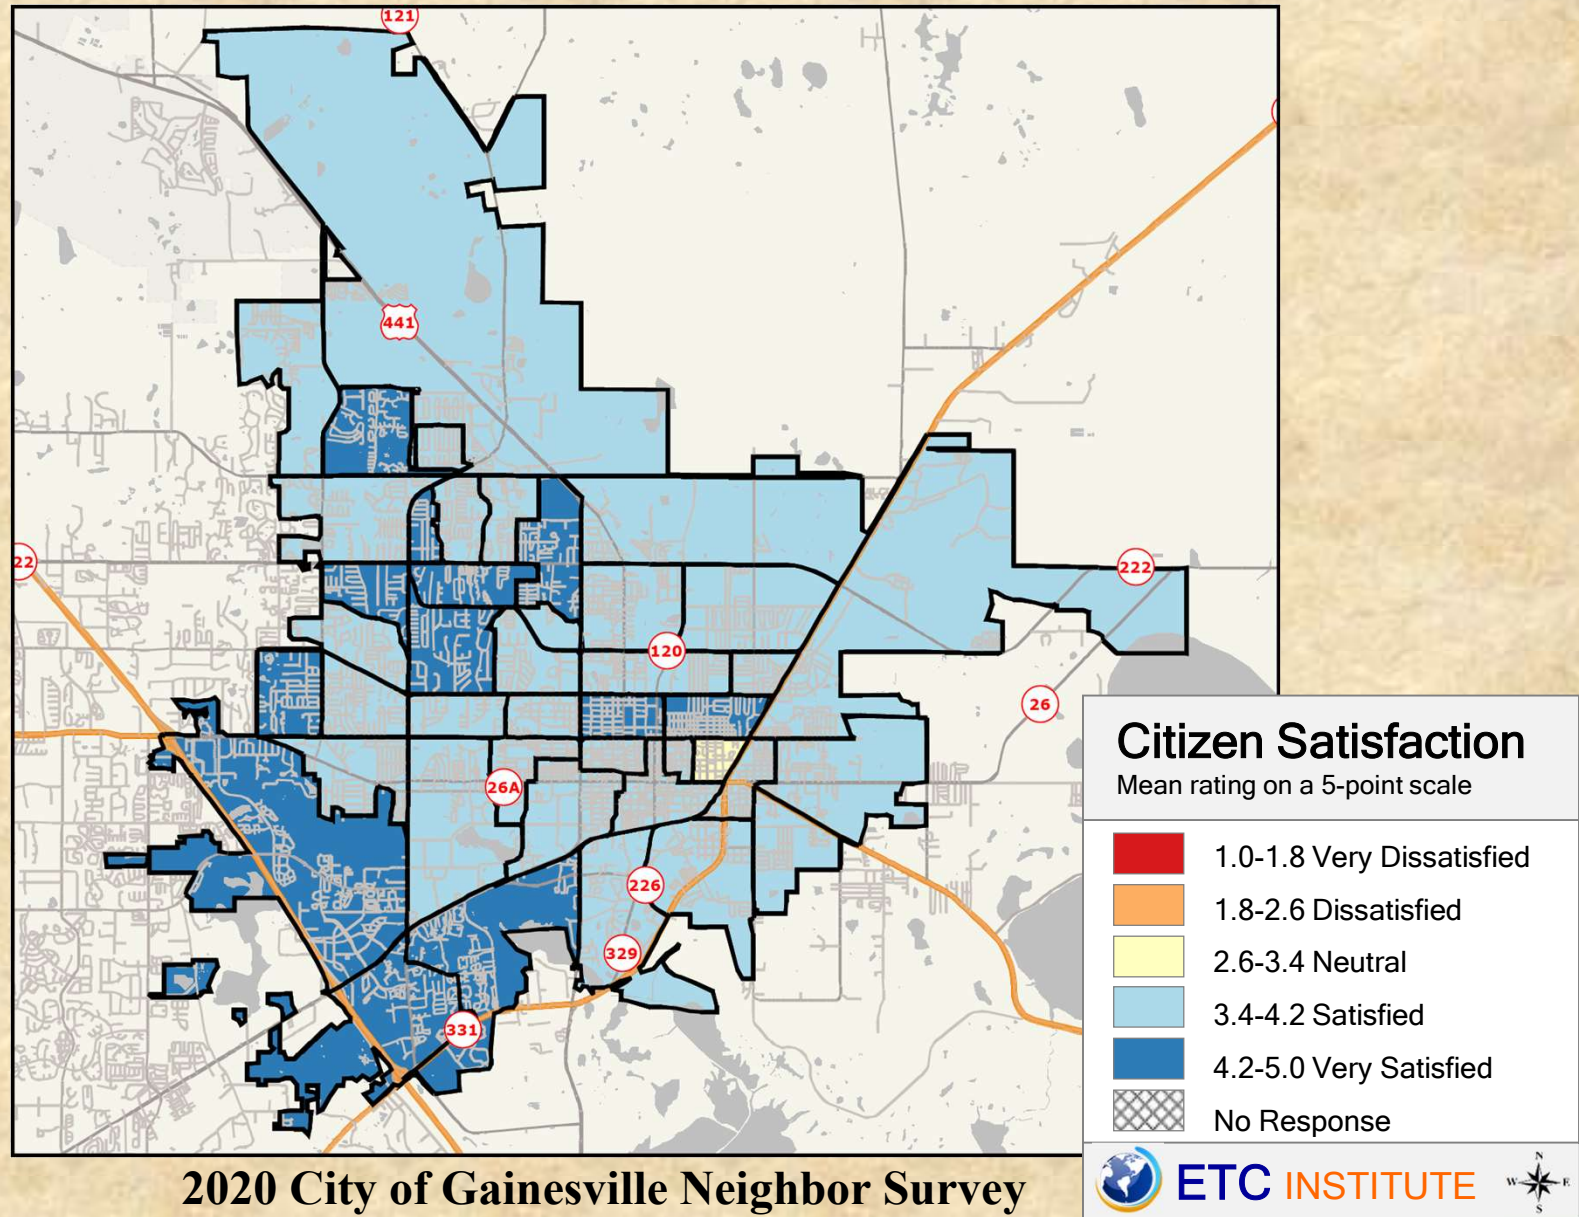 121
441
22
222
120
26
26A
226
329
331
Citizen Satisfaction
Mean rating on a 5-point scale
1.0-1.8 Very Dissatisfied
1.8-2.6 Dissatisfied
2.6-3.4 Neutral
3.4-4.2 Satisfied
4.2-5.0 Very Satisfied
No Response
ETC INSTITUTE
N
W E
S
2020 City of Gainesville Neighbor Survey